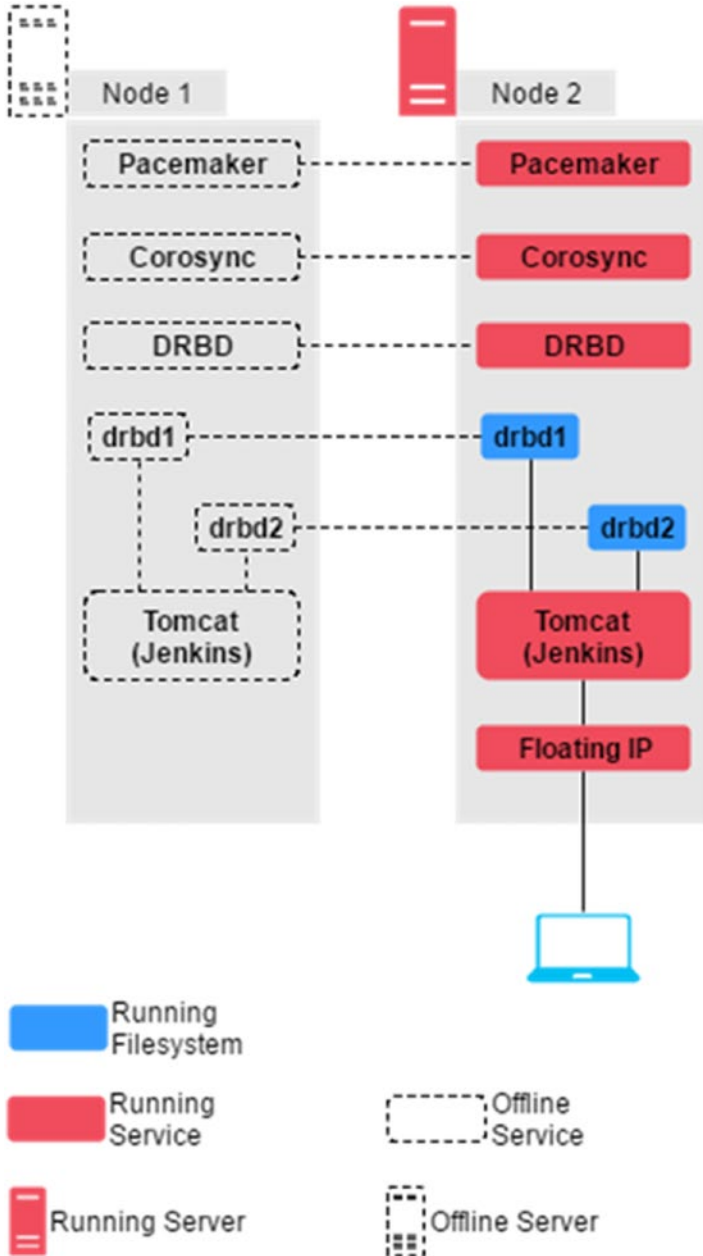 Node 1
Node 2
Pacemaker
Pacemaker
Corosync
Corosync
DRBD
DRBD
drbd1
drbd1
drbd2
drbd2
Tomcat
(Jenkins)
Tomcat
(Jenkins)
Floating IP
Running
Filesystem
Running
Service
Offline
Service
Running Server
Offline Server